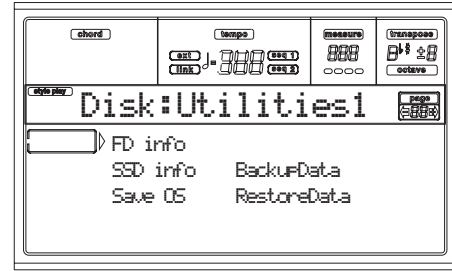 chord tempo measure transpose
ext ♩= seq 1
link seq 2
octave
style play Disk:Utilities1 page
FD info
SSD info BackupData
Save OS RestoreData